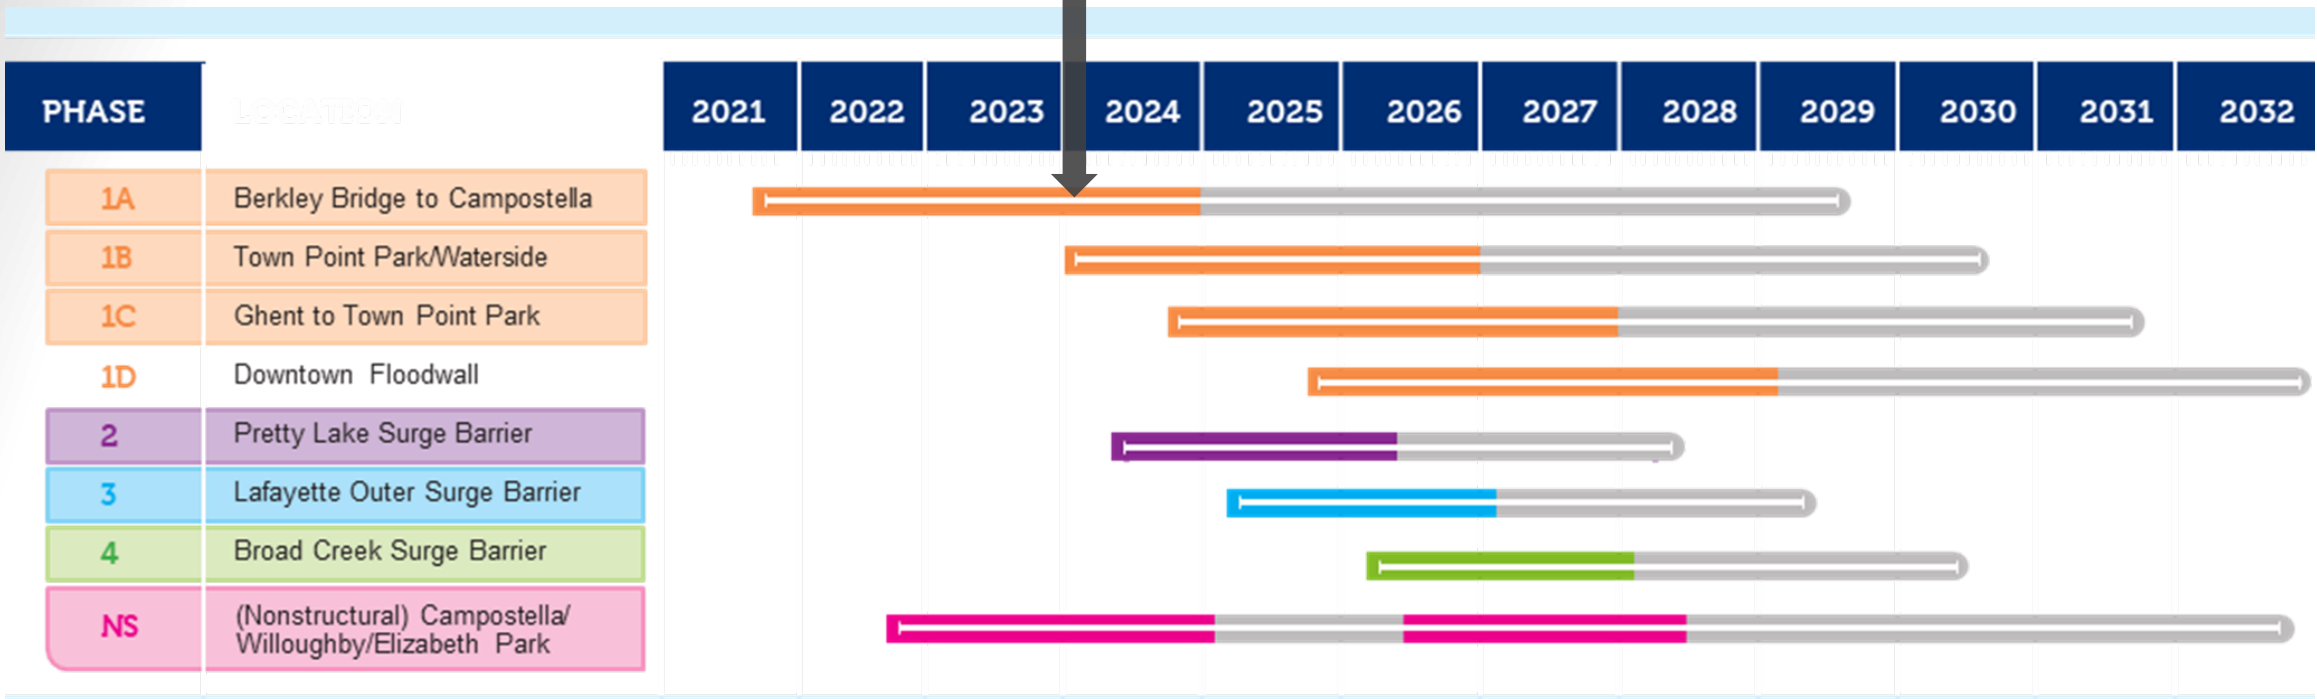 PHASE LOCATION 2021 2022 2023 2024 2025 2026 2027 2028 2029 2030 2031 2032
1A Berkley Bridge to Campostella
1B Town Point Park/Waterside
1C Ghent to Town Point Park
1D Downtown Floodwall
2 Pretty Lake Surge Barrier
3 Lafayette Outer Surge Barrier
4 Broad Creek Surge Barrier
NS (Nonstructural) Campostella/
Willoughby/Elizabeth Park